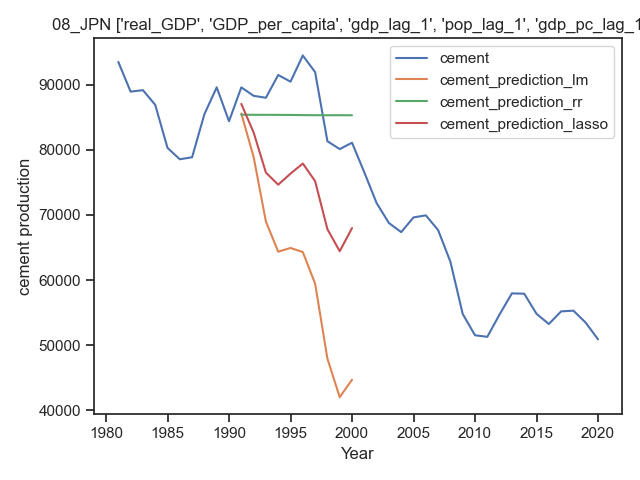 08_JPN ['real_GDP', 'GDP_per_capita', 'gdp_lag_1', 'pop_lag_1', 'gdp_pc_lag_1
cement
cement_prediction_lm
cement_prediction_rr
cement_prediction_lasso
cement production
90000
80000
70000
60000
50000
40000
1980 1985 1990 1995 2000 2005 2010 2015 2020
Year